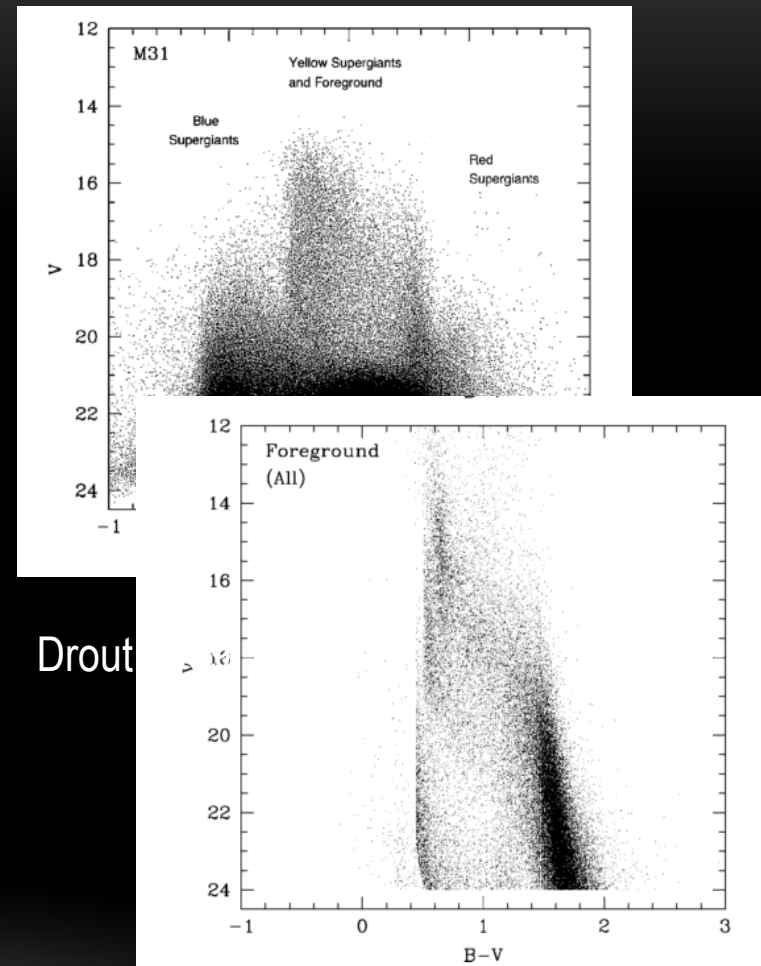 12
M31
Yellow Supergiants
and Foreground
14
Blue
Supergiants
Red
Supergiants
16
V
18
20
22
24
-1
12
Foreground
(All)
14
16
Drout
20
22
24
-1 0 1 2 3
B-V